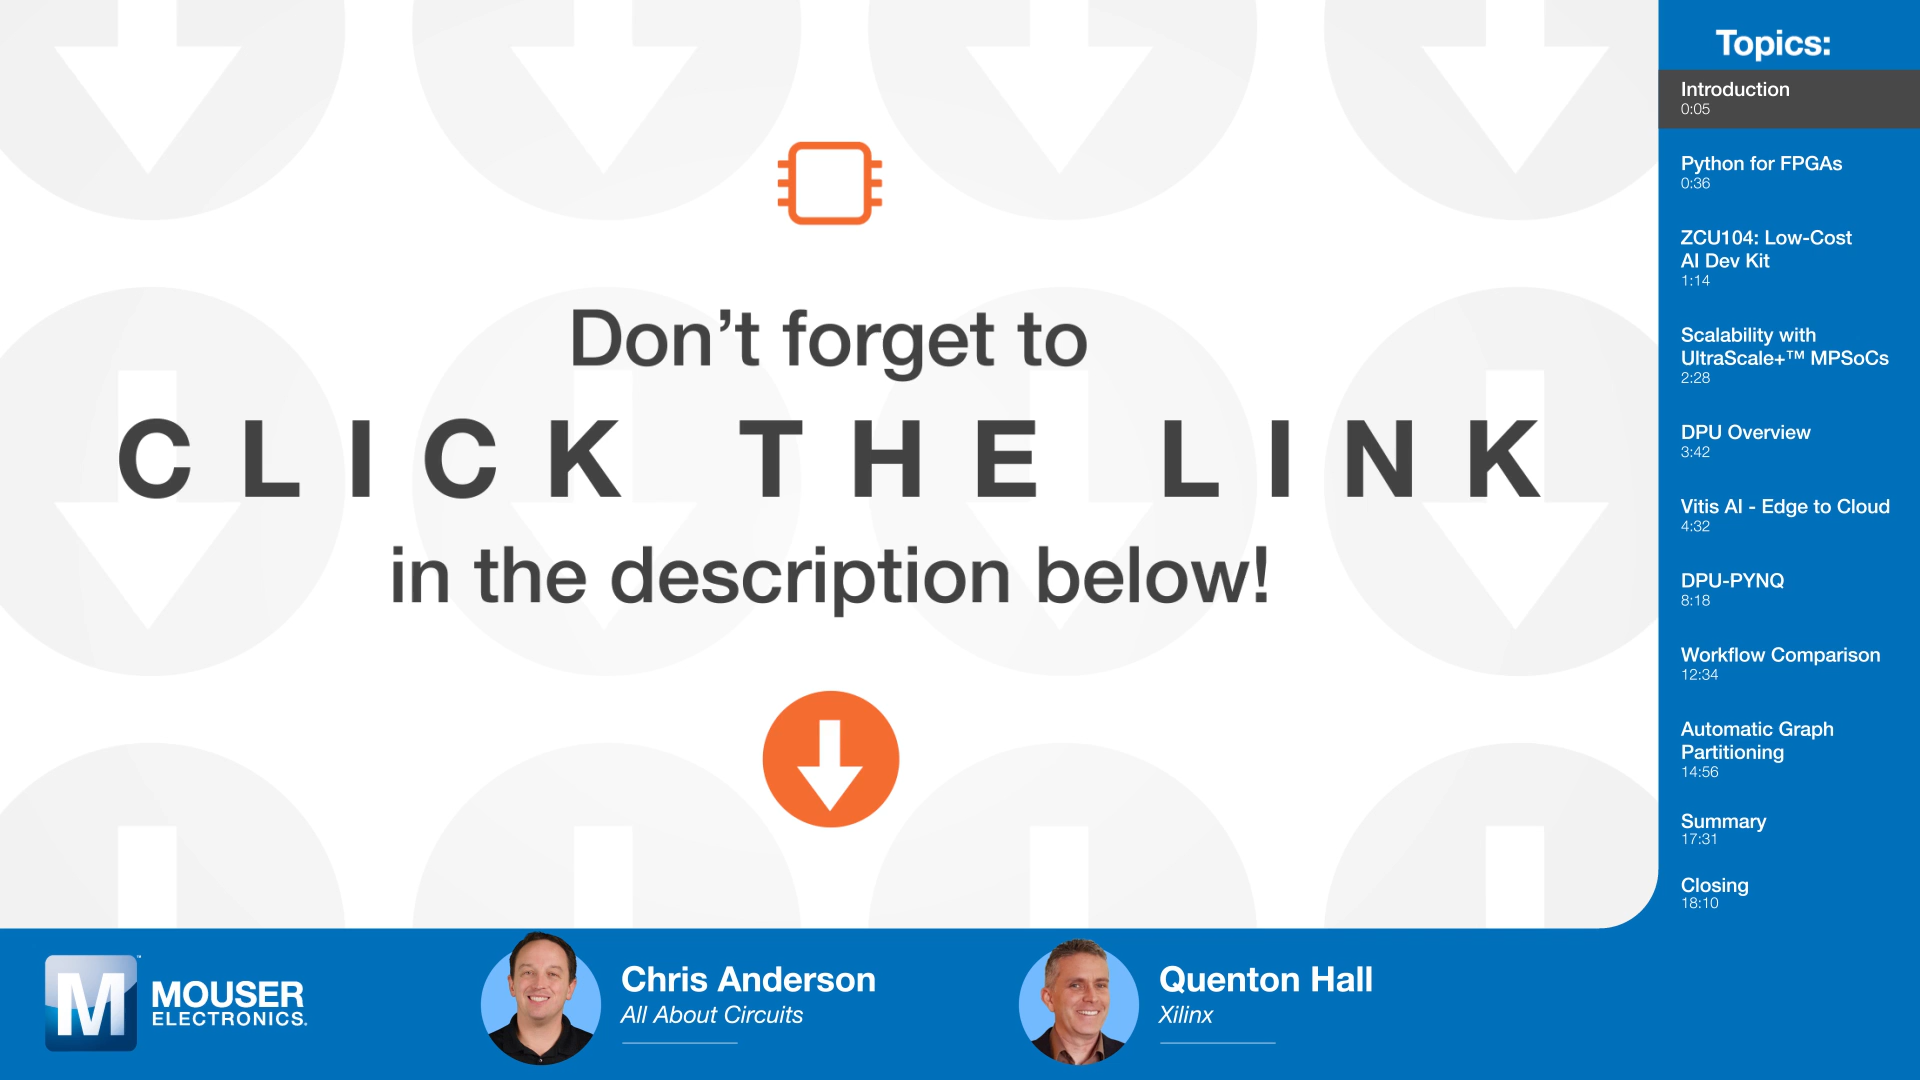 Don’t forget to
CLICK THE LINK
in the description below!
Topics:
Introduction
0:05
Python for FPGAs
0:36
ZCU104: Low-Cost
AI Dev Kit
1:14
Scalability with
UltraScale+™ MPSoCs
2:28
DPU Overview
3:42
Vitis AI - Edge to Cloud
4:32
DPU-PYNQ
8:18
Workflow Comparison
12:34
Automatic Graph
Partitioning
14:56
Summary
17:31
Closing
18:10
M
MOUSER
ELECTRONICS.
Chris Anderson
All About Circuits
Quenton Hall
Xilinx